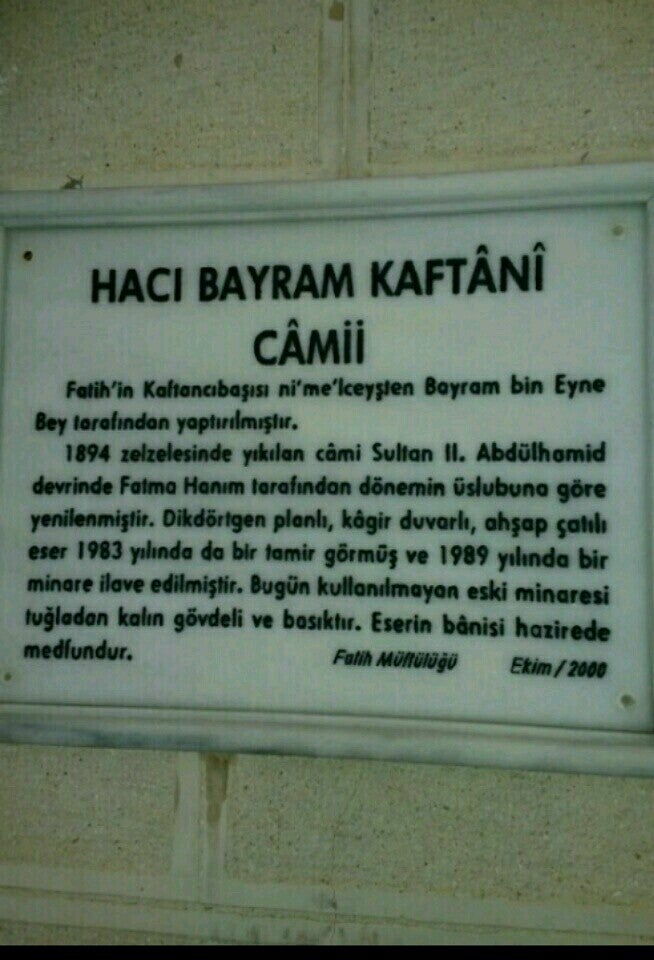 HACI BAYRAM KAFTÂNÎ
CÂMİİ
Fatih'in Kaftancıbaşısı ni'me'lceyşten Bayram bin Eyne
Bey tarafından yaptırılmıştır.
1894 zelzelesinde yıkılan câmi Sultan II. Abdülhamid
devrinde Fatma Hanım tarafından dönemin üslubuna göre
yenilenmiştir. Dikdörtgen planlı, kâgir duvarlı, ahşap çatılı
eser 1983 yılında da bir tamir görmüş ve 1989 yılında bir
minare ilave edilmiştir. Bugün kullanılmayan eski minaresi
tuğladan kalın gövdeli ve basıktır. Eserin bânisi hazirede
medfundur. Fatih Müftülüğü Ekim/2000